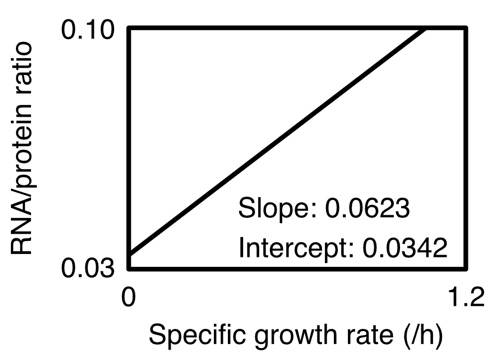 0.10
RNA/protein ratio
Slope: 0.0623
Intercept: 0.0342
0.03
0
1.2
Specific growth rate (/h)